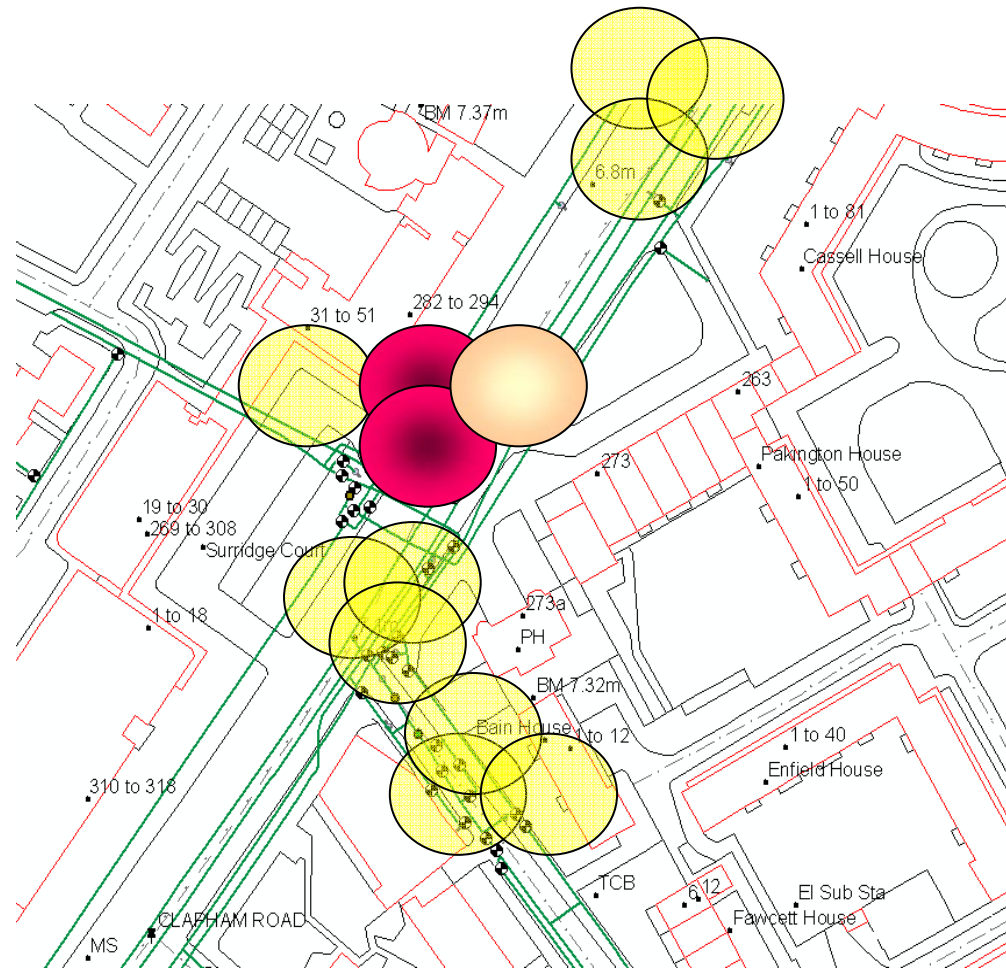 BM 7.37m
6.8m
1 to 81
Cassell House
282 to 294
31 to 51
263
273
Pakington House
1 to 50
19 to 30
269 to 308
Surridge Court
273a
1 to 18
PH
BM 7.32m
Bain House
1 to 12
1 to 40
Enfield House
310 to 318
TCB
6
12
El Sub Sta
Fawcett House
CLAPHAM ROAD
MS